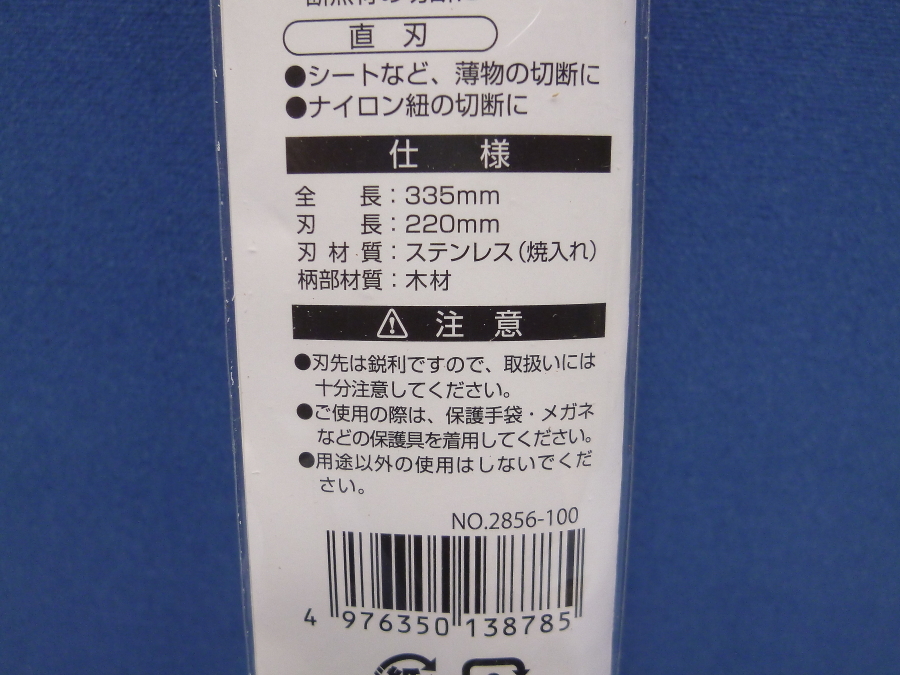 直刃
●シートなど、薄物の切断に
●ナイロン紐の切断に
仕様
全長：335mm
刃長：220mm
刃材質：ステンレス(焼入れ)
柄部材質：木材
⚠注意
●刃先は鋭利ですので、取扱いには
十分注意してください。
●ご使用の際は、保護手袋・メガネ
などの保護具を着用してください。
●用途以外の使用はしないでくだ
さい。
NO.2856-100
4 976350 138785